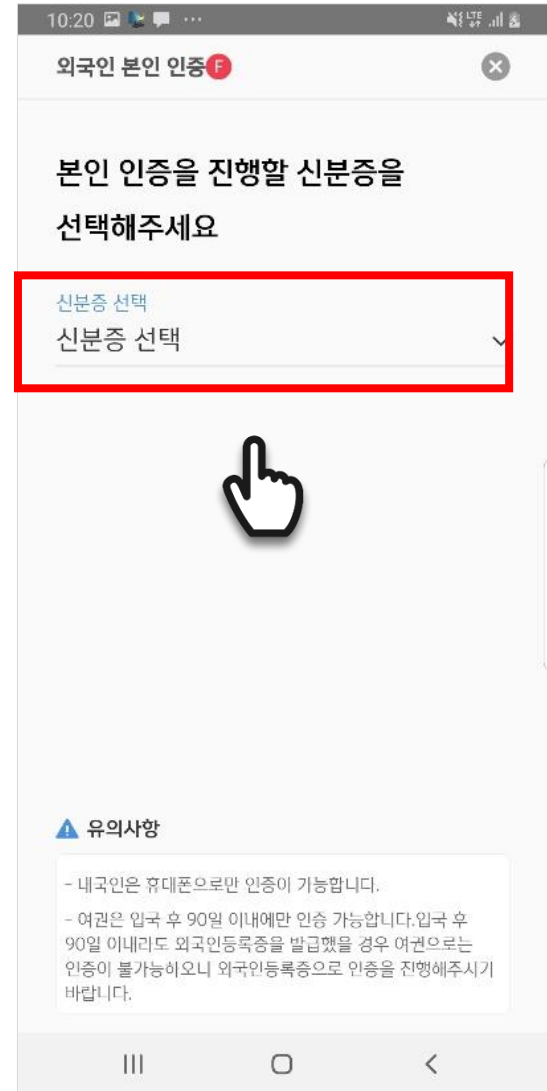 10:20
LTE
외국인 본인 인증 F
본인 인증을 진행할 신분증을
선택해주세요
신분증 선택
신분증 선택
유의사항
- 내국인은 휴대폰으로만 인증이 가능합니다.
- 여권은 입국 후 90일 이내에만 인증 가능합니다.입국 후
90일 이내리도 외국인등록증을 발급했을 경우 여권으로는
인증이 불가능하오니 외국인등록증으로 인증을 진행해주시기
바랍니다.